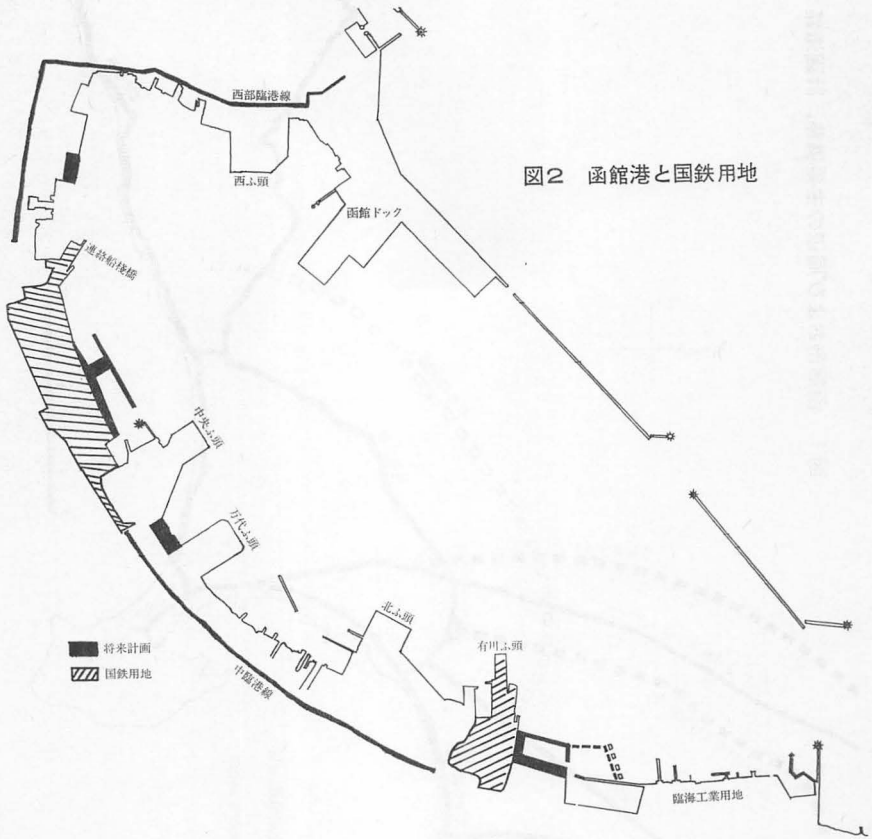 図2 函館港と国鉄用地
西部臨港線
西ふ頭
函館ドック
連絡船桟橋
中央ふ頭
万代ふ頭
北ふ頭
有川ふ頭
中臨港線
臨海工業用地
将来計画
国鉄用地